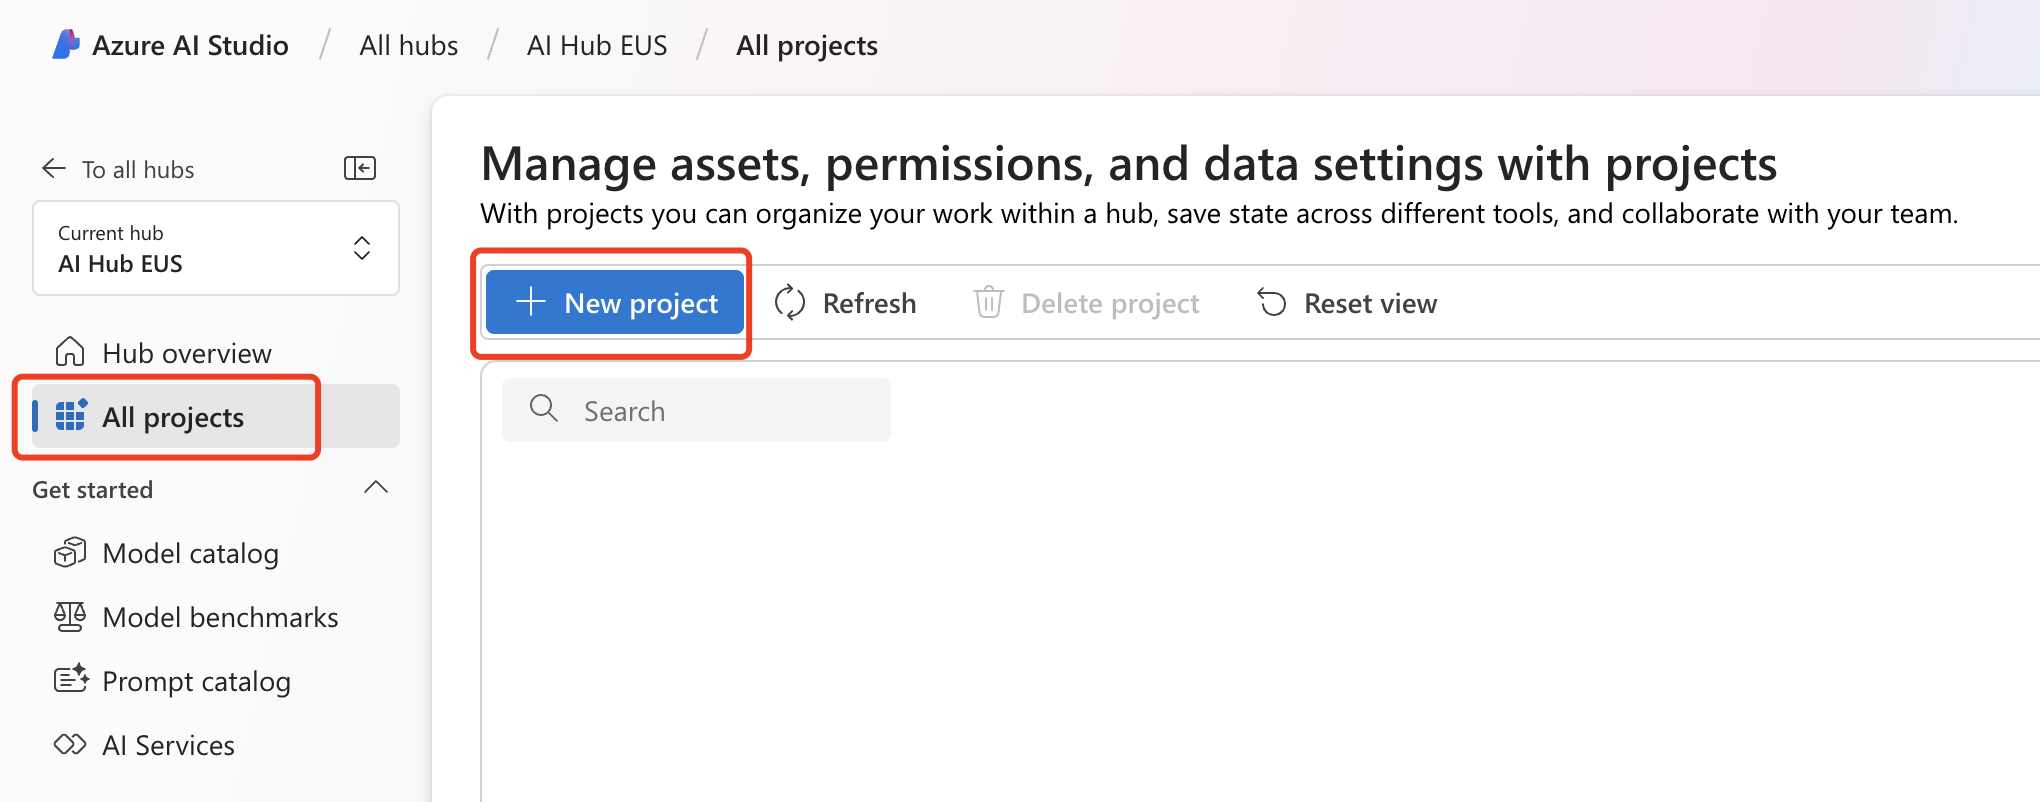 Azure AI Studio / All hubs / AI Hub EUS / All projects
To all hubs
Current hub
AI Hub EUS
Hub overview
All projects
Get started
Model catalog
Model benchmarks
Prompt catalog
AI Services
Manage assets, permissions, and data settings with projects
With projects you can organize your work within a hub, save state across different tools, and collaborate with your team.
New project Refresh Delete project Reset view
Search